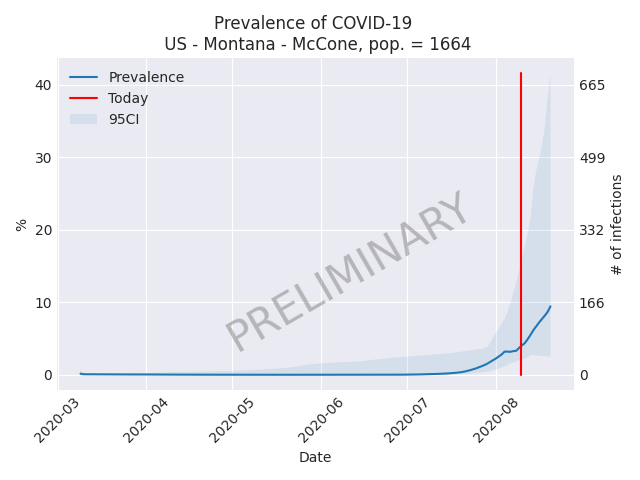 Prevalence of COVID-19
US - Montana - McCone, pop. = 1664
Prevalence
Today
95CI
PRELIMINARY
%
40
30
20
10
0
# of infections
665
499
332
166
0
2020-03
2020-04
2020-05
2020-06
2020-07
2020-08
Date